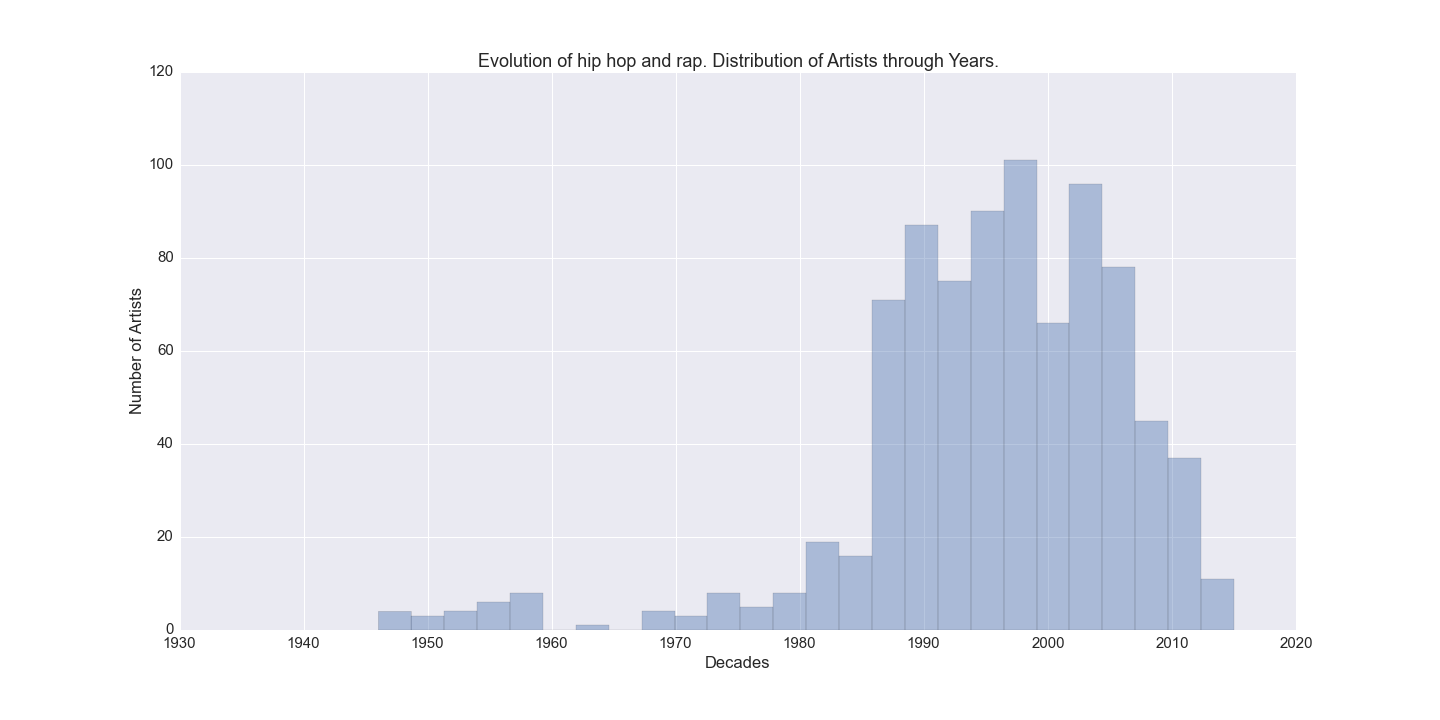 Evolution of hip hop and rap. Distribution of Artists through Years.
120
100
80
60
40
20
0
Number of Artists
1930 1940 1950 1960 1970 1980 1990 2000 2010 2020
Decades